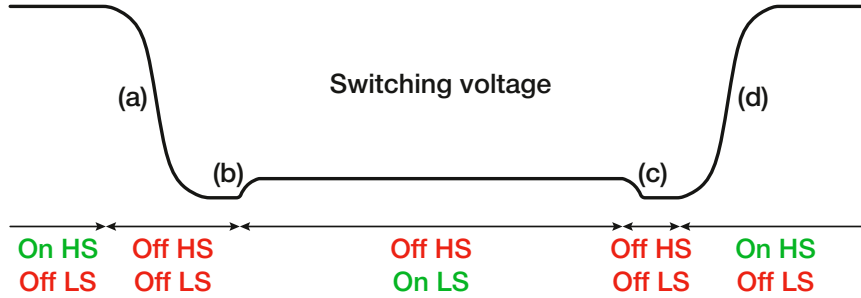 Switching voltage
(a)
(d)
(b)
(c)
On HS
Off HS
Off HS
Off HS
On HS
Off LS
Off LS
On LS
Off LS
Off LS